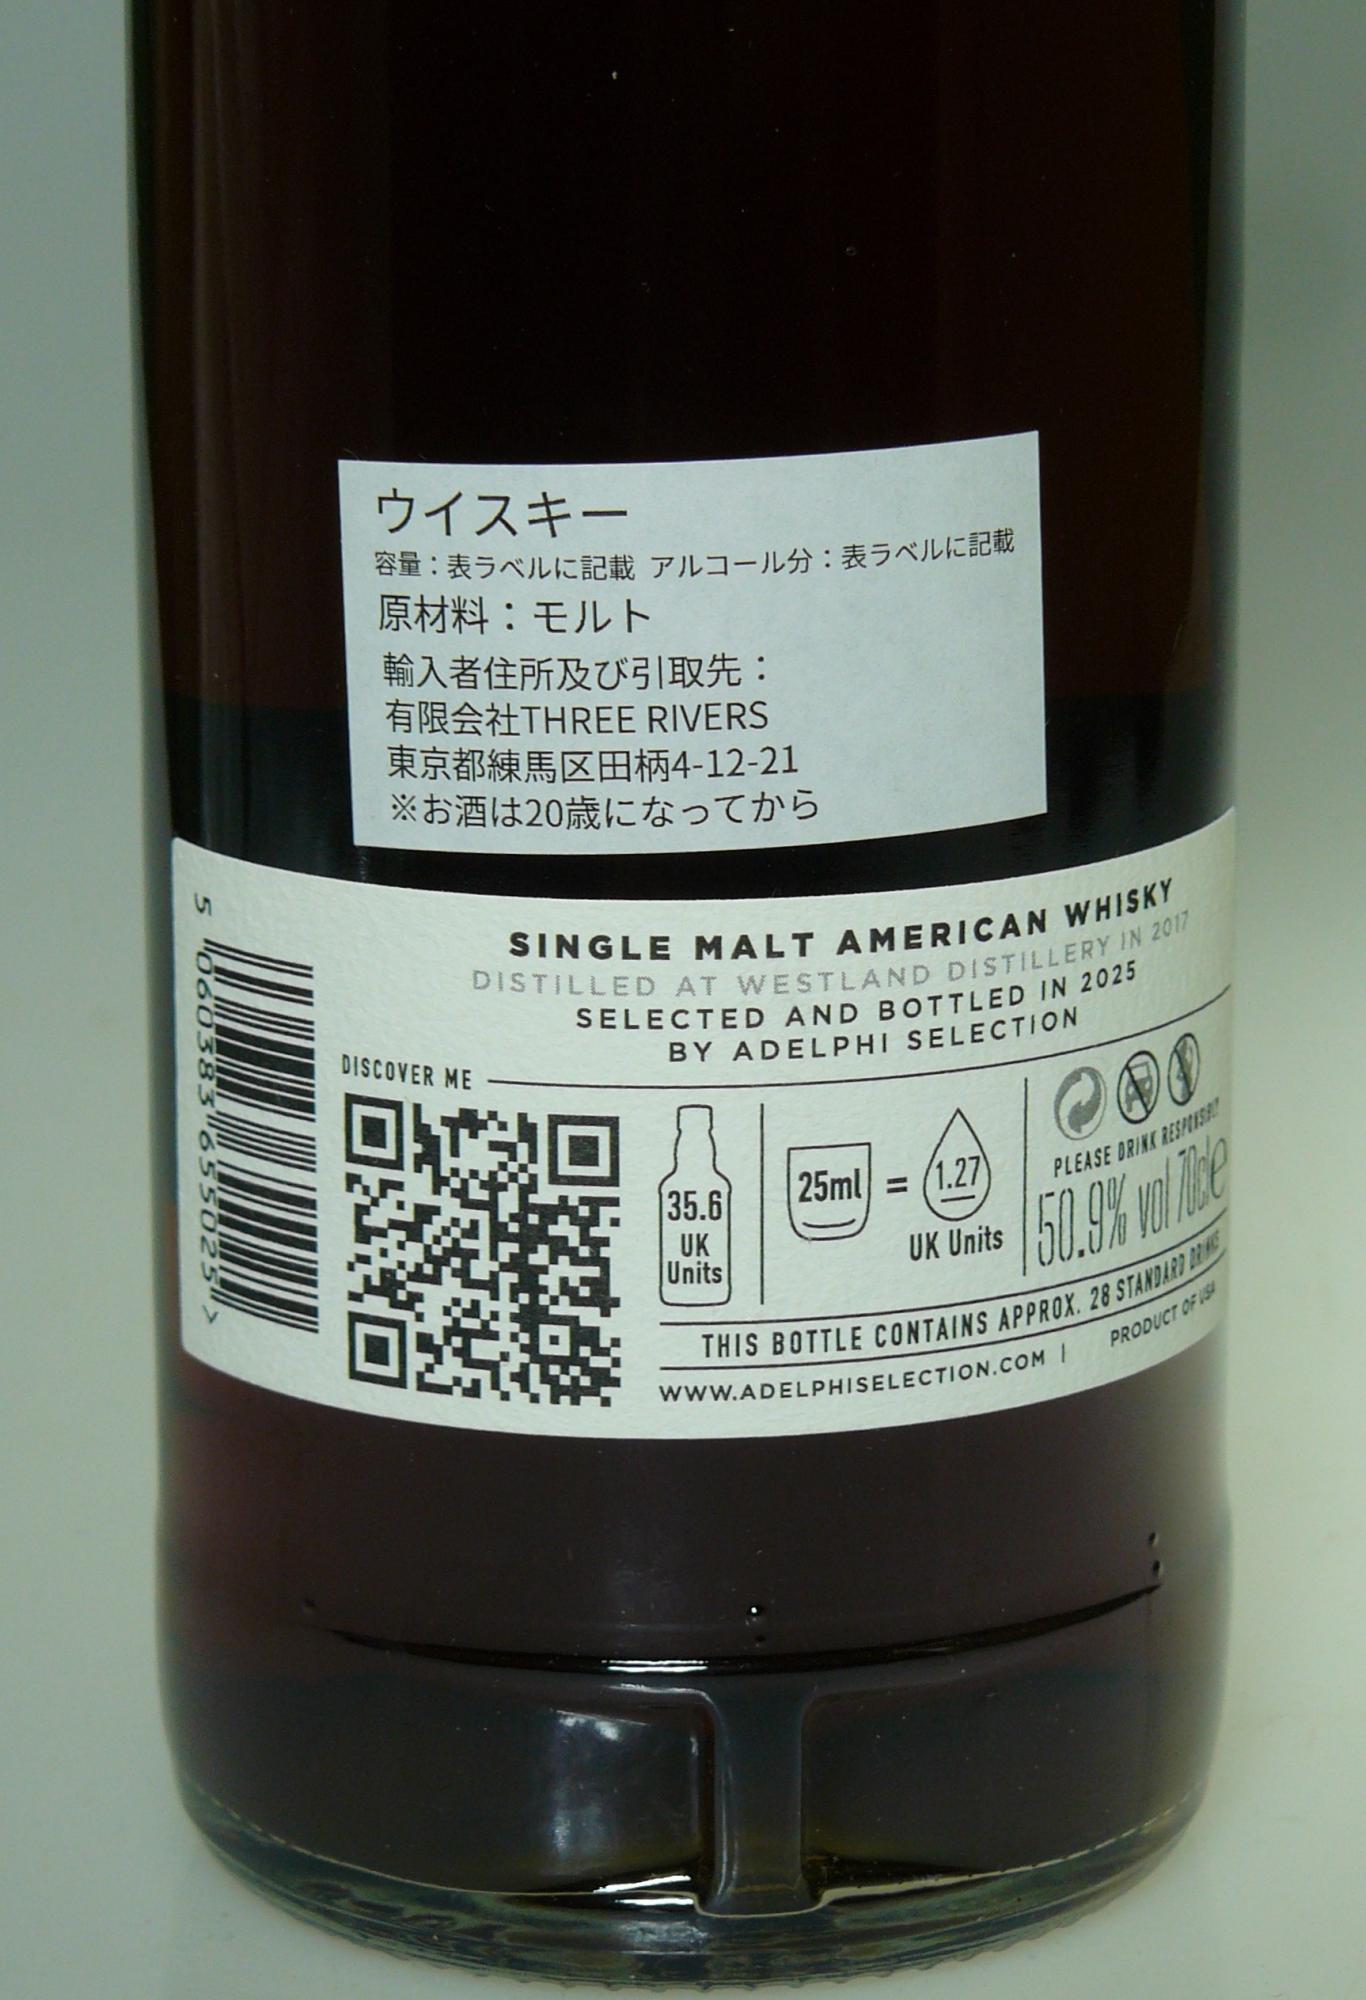 ウイスキー
容量：表ラベルに記載 アルコール分：表ラベルに記載
原材料：モルト
輸入者住所及び引取先：
有限会社THREE RIVERS
東京都練馬区田柄4-12-21
※お酒は20歳になってから
SINGLE MALT AMERICAN WHISKY
DISTILLED AT WESTLAND DISTILLERY IN 2017
SELECTED AND BOTTLED IN 2025
BY ADELPHI SELECTION
5 060383 655025 >
DISCOVER ME
35.6
UK
Units
25ml = 1.27
UK Units
PLEASE DRINK RESPONSIBLY
50.9% vol 70cl e
THIS BOTTLE CONTAINS APPROX. 28 STANDARD DRINKS
WWW.ADELPHISELECTION.COM | PRODUCT OF USA